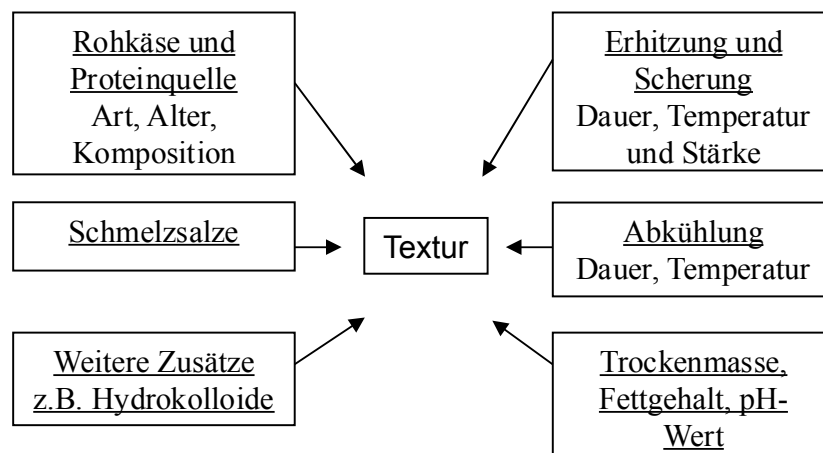 Rohkäse und
Proteinquelle
Art, Alter,
Komposition
Schmelzsalze
Weitere Zusätze
z.B. Hydrokolloide
Textur
Erhitzung und
Scherung
Dauer, Temperatur
und Stärke
Abkühlung
Dauer, Temperatur
Trockenmasse,
Fettgehalt, pH-
Wert